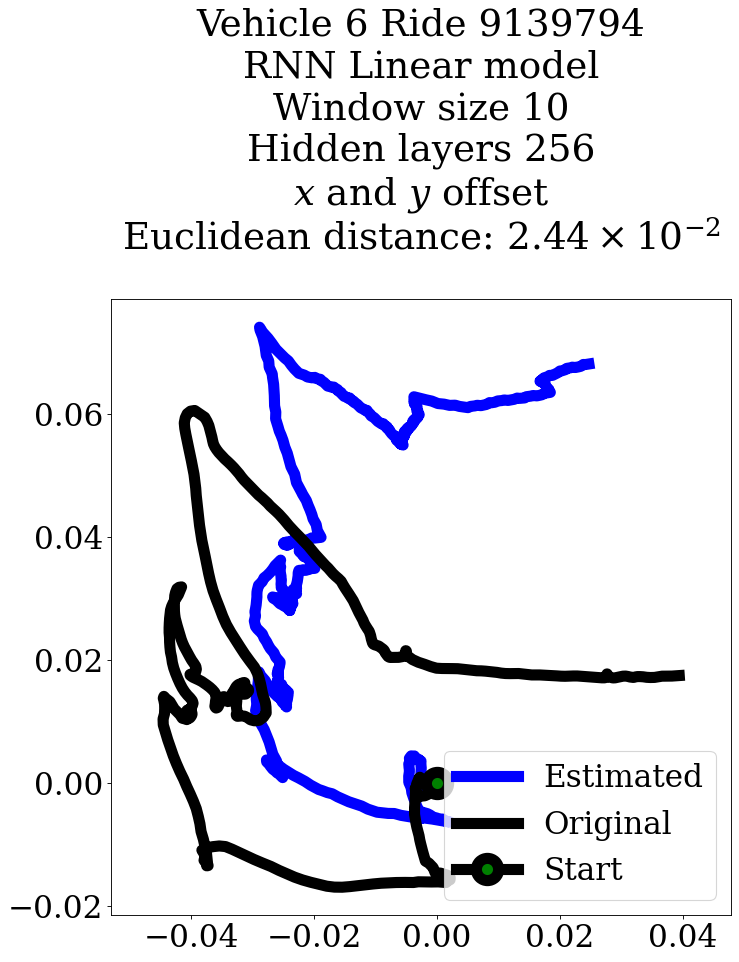 Vehicle 6 Ride 9139794
RNN Linear model
Window size 10
Hidden layers 256
x and y offset
Euclidean distance: 2.44 × 10⁻²
0.06
0.04
0.02
0.00
−0.02
Estimated
Original
Start
−0.04 −0.02 0.00 0.02 0.04